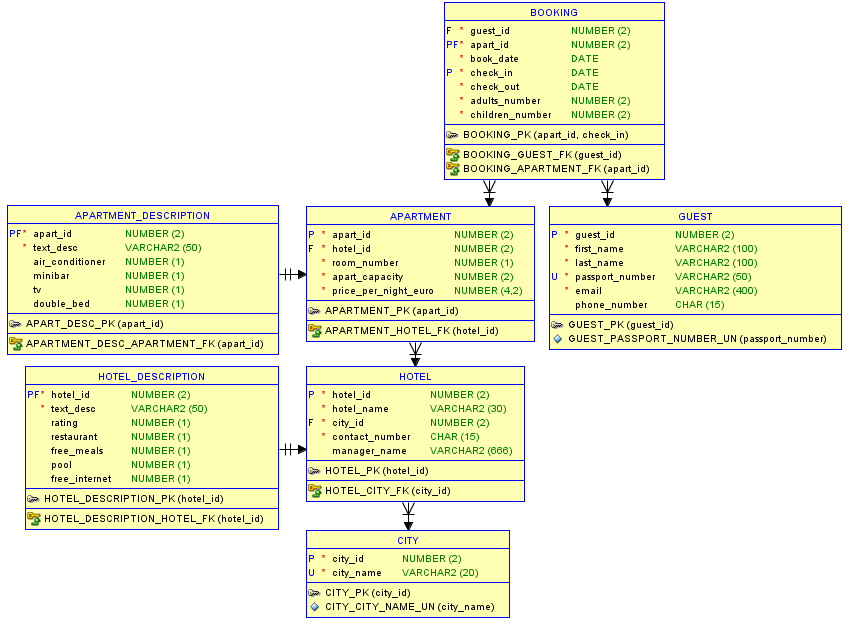 BOOKING
F * guest_id NUMBER (2)
PF* apart_id NUMBER (2)
* book_date DATE
P * check_in DATE
* check_out DATE
* adults_number NUMBER (2)
* children_number NUMBER (2)
BOOKING_PK (apart_id, check_in)
BOOKING_GUEST_FK (guest_id)
BOOKING_APARTMENT_FK (apart_id)
APARTMENT_DESCRIPTION
PF* apart_id NUMBER (2)
* text_desc VARCHAR2 (50)
air_conditioner NUMBER (1)
minibar NUMBER (1)
tv NUMBER (1)
double_bed NUMBER (1)
APART_DESC_PK (apart_id)
APARTMENT_DESC_APARTMENT_FK (apart_id)
APARTMENT
P * apart_id NUMBER (2)
F * hotel_id NUMBER (2)
* room_number NUMBER (1)
* apart_capacity NUMBER (2)
* price_per_night_euro NUMBER (4,2)
APARTMENT_PK (apart_id)
APARTMENT_HOTEL_FK (hotel_id)
GUEST
P * guest_id NUMBER (2)
* first_name VARCHAR2 (100)
* last_name VARCHAR2 (100)
U * passport_number VARCHAR2 (50)
* email VARCHAR2 (400)
phone_number CHAR (15)
GUEST_PK (guest_id)
GUEST_PASSPORT_NUMBER_UN (passport_number)
HOTEL_DESCRIPTION
PF* hotel_id NUMBER (2)
* text_desc VARCHAR2 (50)
rating NUMBER (1)
restaurant NUMBER (1)
free_meals NUMBER (1)
pool NUMBER (1)
free_internet NUMBER (1)
HOTEL_DESCRIPTION_PK (hotel_id)
HOTEL_DESCRIPTION_HOTEL_FK (hotel_id)
HOTEL
P * hotel_id NUMBER (2)
* hotel_name VARCHAR2 (30)
F * city_id NUMBER (2)
* contact_number CHAR (15)
manager_name VARCHAR2 (666)
HOTEL_PK (hotel_id)
HOTEL_CITY_FK (city_id)
CITY
P * city_id NUMBER (2)
U * city_name VARCHAR2 (20)
CITY_PK (city_id)
CITY_CITY_NAME_UN (city_name)